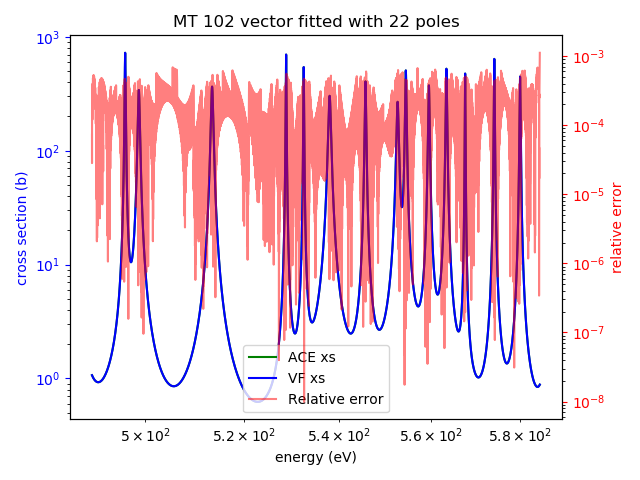 MT 102 vector fitted with 22 poles
cross section (b)
10³
10²
10¹
10⁰
10⁻³
10⁻⁴
10⁻⁵
10⁻⁶
10⁻⁷
10⁻⁸
relative error
ACE xs
VF xs
Relative error
5 × 10² 5.2 × 10² 5.4 × 10² 5.6 × 10² 5.8 × 10²
energy (eV)